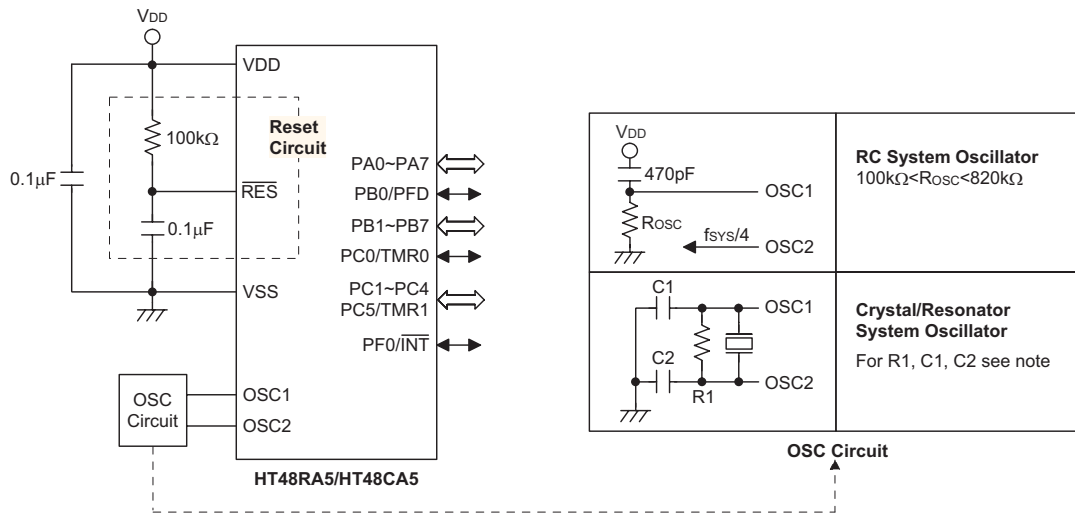 VDD
VDD
100kΩ
Reset
Circuit
0.1μF
RES
0.1μF
VSS
PA0~PA7
PB0/PFD
PB1~PB7
PC0/TMR0
PC1~PC4
PC5/TMR1
PF0/INT
OSC
Circuit
OSC1
OSC2
HT48RA5/HT48CA5
VDD
470pF
OSC1
ROSC
fSYS/4
OSC2
RC System Oscillator
100kΩ<ROSC<820kΩ
C1
OSC1
C2
OSC2
R1
Crystal/Resonator
System Oscillator
For R1, C1, C2 see note
OSC Circuit